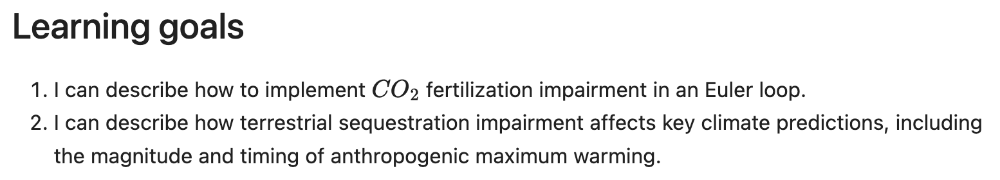 Learning goals
1. I can describe how to implement CO₂ fertilization impairment in an Euler loop.
2. I can describe how terrestrial sequestration impairment affects key climate predictions, including
the magnitude and timing of anthropogenic maximum warming.